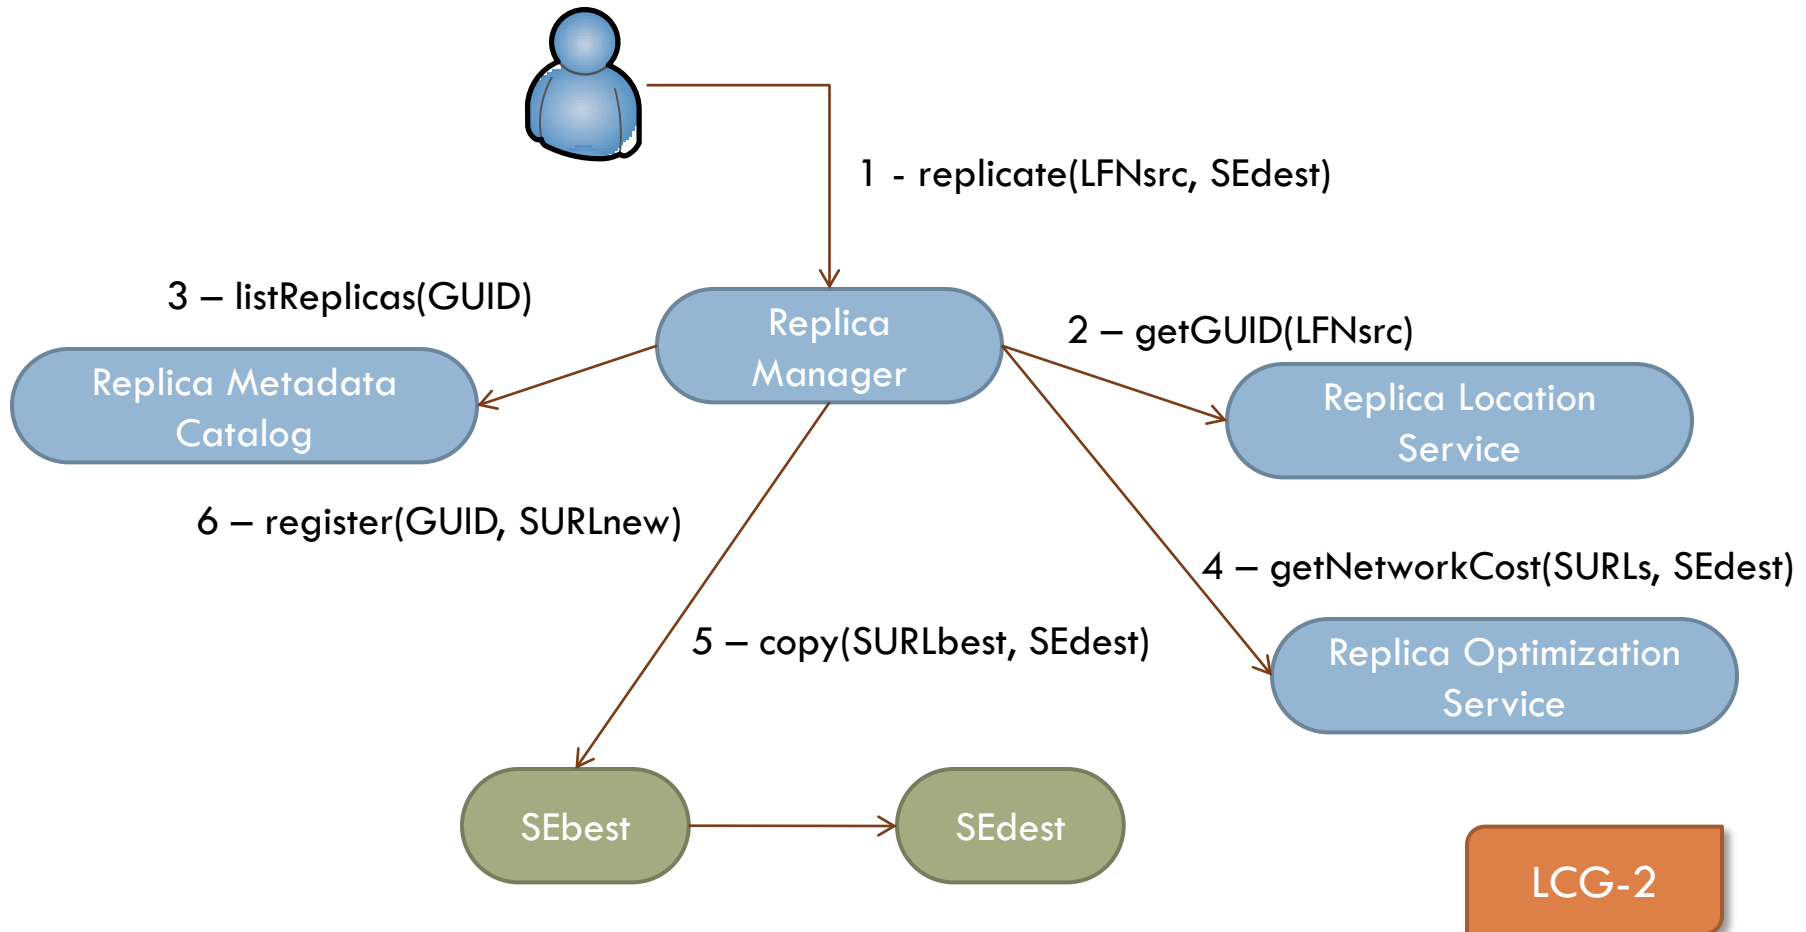 1 - replicate(LFNsrc, SEdest)
3 – listReplicas(GUID)
Replica
Manager
2 – getGUID(LFNsrc)
Replica Metadata
Catalog
Replica Location
Service
6 – register(GUID, SURLnew)
4 – getNetworkCost(SURLs, SEdest)
5 – copy(SURLbest, SEdest)
Replica Optimization
Service
SEbest
SEdest
LCG-2